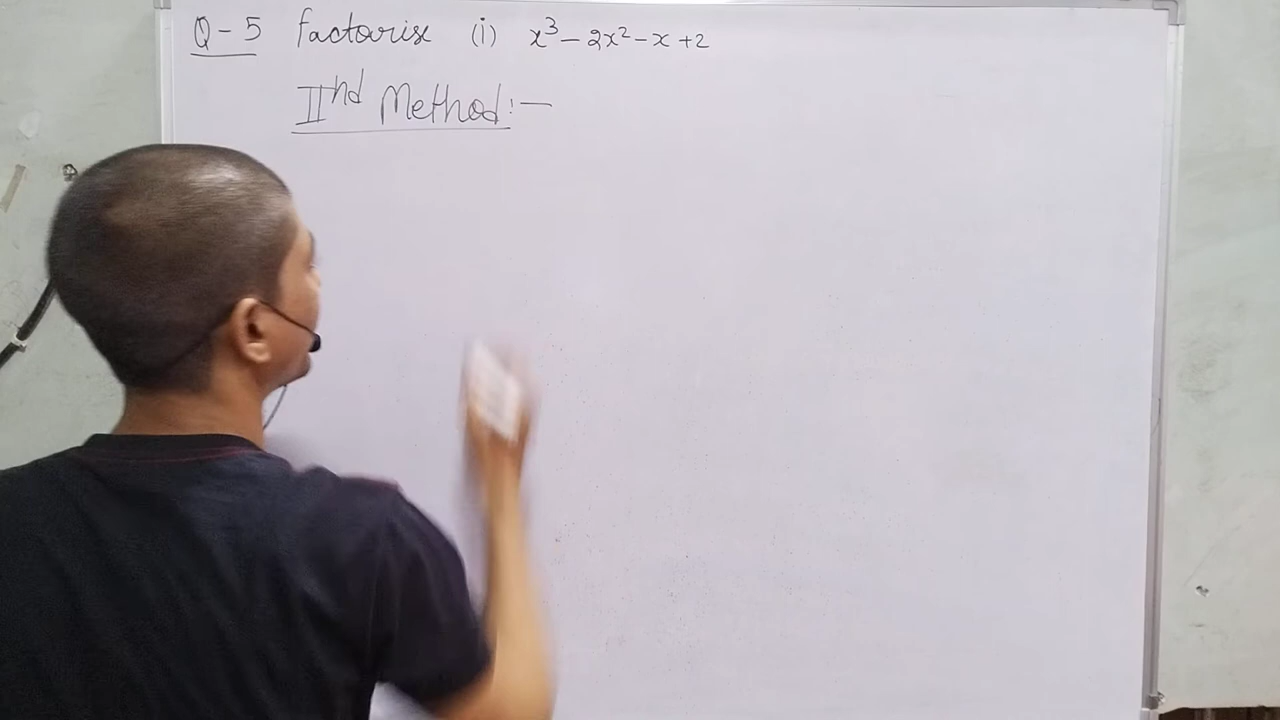 Q-5 factorise (i) x³-2x²-x+2
IInd Method:-